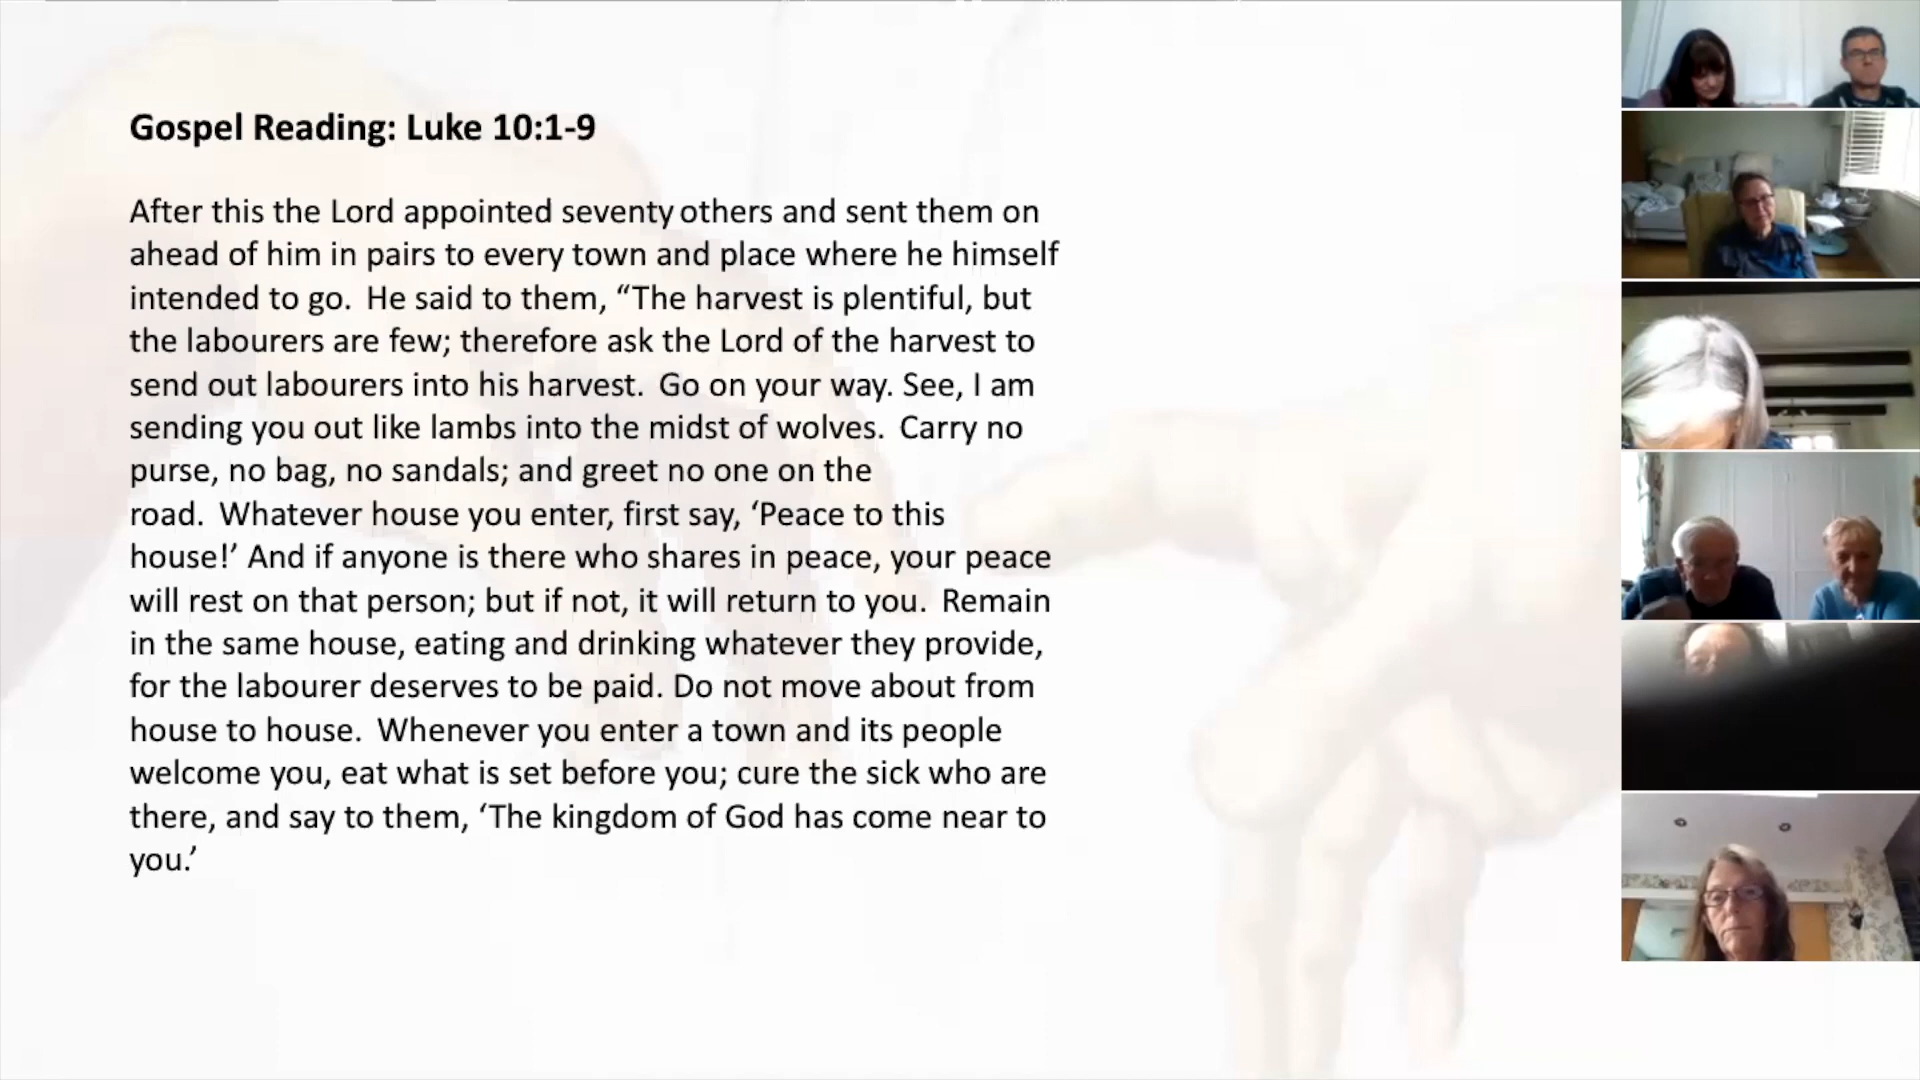 Gospel Reading: Luke 10:1-9
After this the Lord appointed seventy others and sent them on
ahead of him in pairs to every town and place where he himself
intended to go. He said to them, “The harvest is plentiful, but
the labourers are few; therefore ask the Lord of the harvest to
send out labourers into his harvest. Go on your way. See, I am
sending you out like lambs into the midst of wolves. Carry no
purse, no bag, no sandals; and greet no one on the
road. Whatever house you enter, first say, ‘Peace to this
house!’ And if anyone is there who shares in peace, your peace
will rest on that person; but if not, it will return to you. Remain
in the same house, eating and drinking whatever they provide,
for the labourer deserves to be paid. Do not move about from
house to house. Whenever you enter a town and its people
welcome you, eat what is set before you; cure the sick who are
there, and say to them, ‘The kingdom of God has come near to
you.’